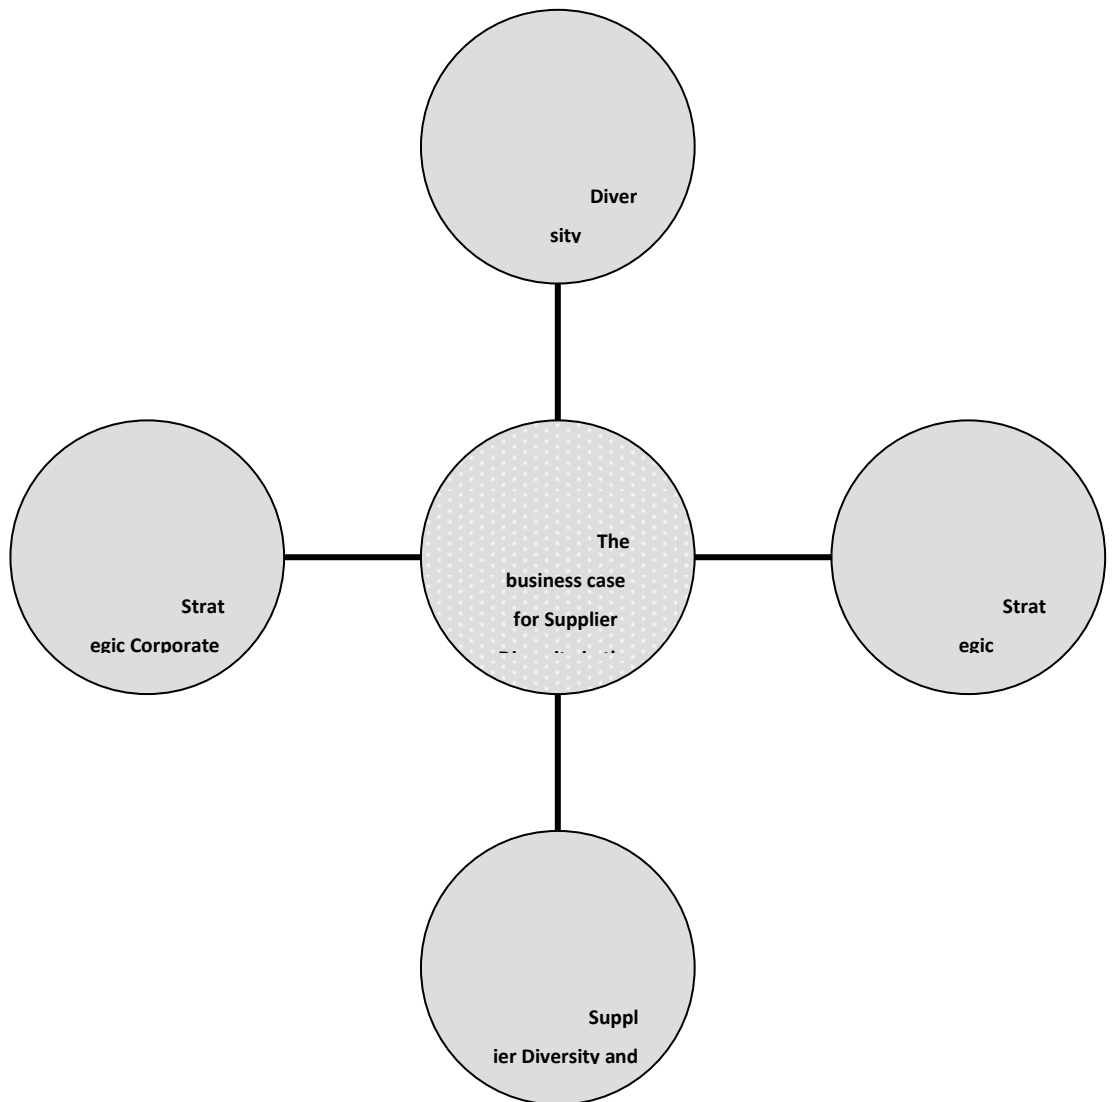 Diver
sity
Strat
egic Corporate
The
business case
for Supplier
Strat
egic
Suppl
ier Diversity and